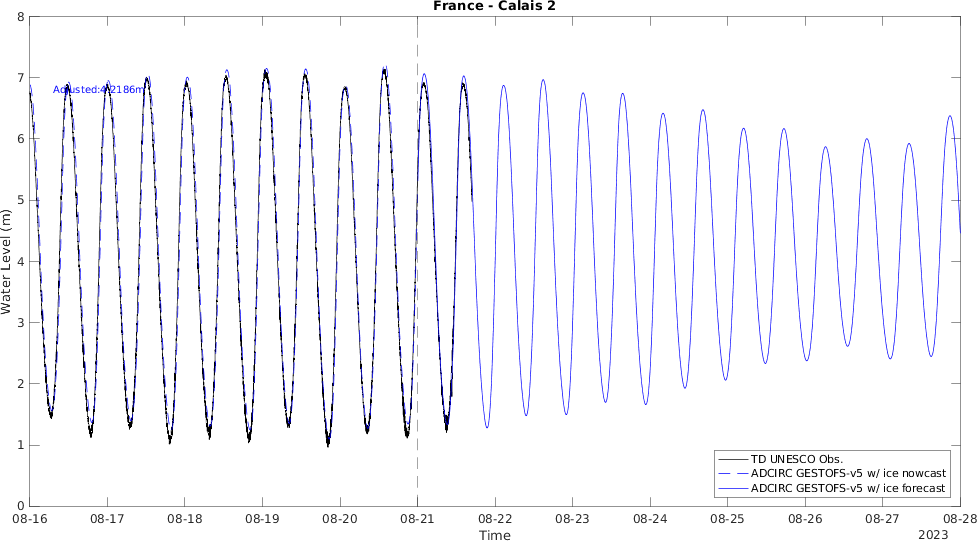 France - Calais 2
Water Level (m)
8
7
6
5
4
3
2
1
0
Adjusted:4.2186m
TD UNESCO Obs.
ADCIRC GESTOFS-v5 w/ ice nowcast
ADCIRC GESTOFS-v5 w/ ice forecast
08-16 08-17 08-18 08-19 08-20 08-21 08-22 08-23 08-24 08-25 08-26 08-27 08-28
Time
2023